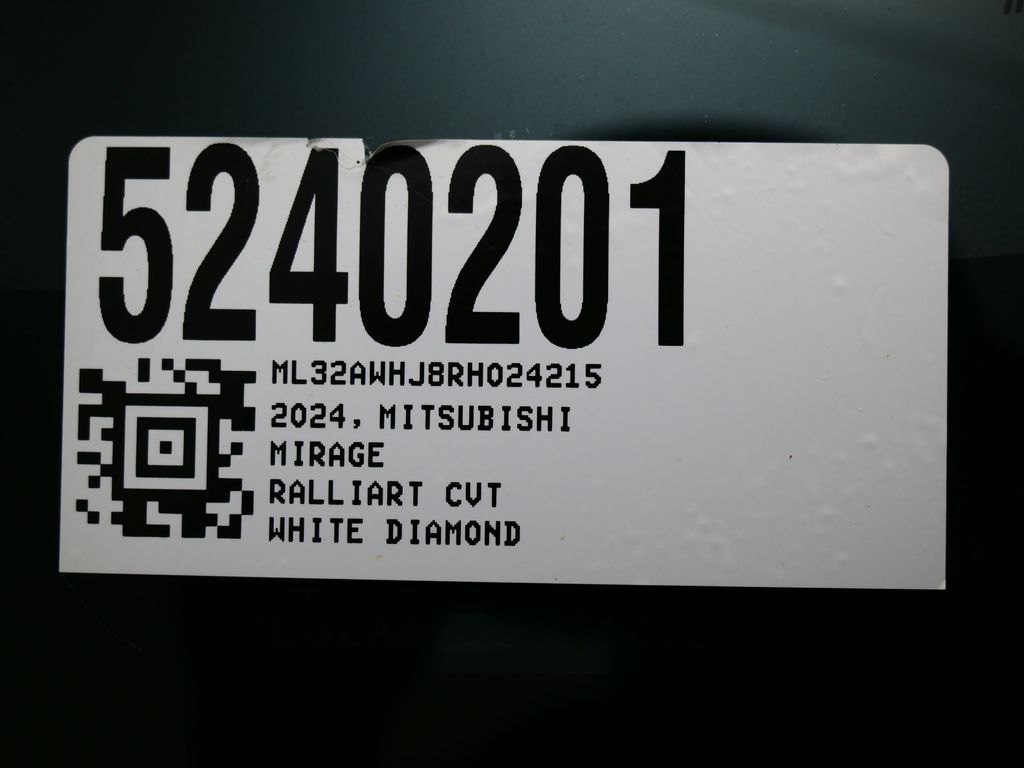 5240201
ML32AWHJ8RH024215
2024, MITSUBISHI
MIRAGE
RALLIART CVT
WHITE DIAMOND